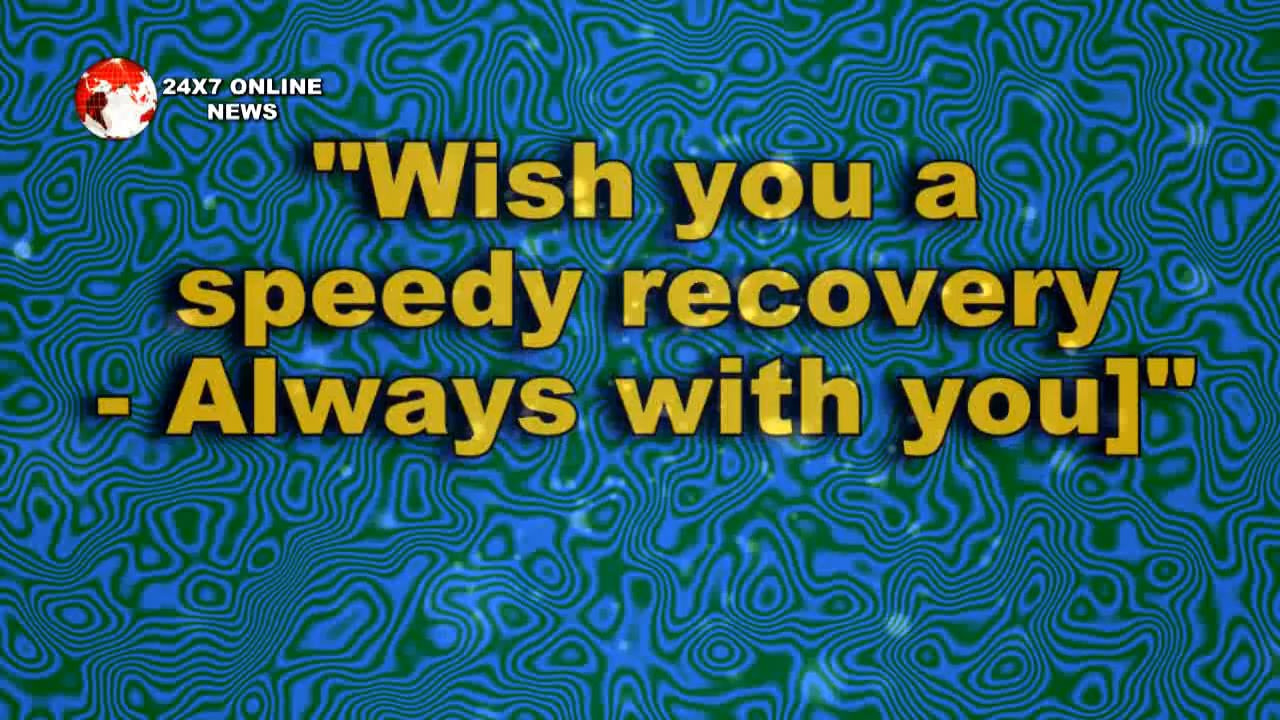 24X7 ONLINE
NEWS
"Wish you a
speedy recovery
- Always with you]"